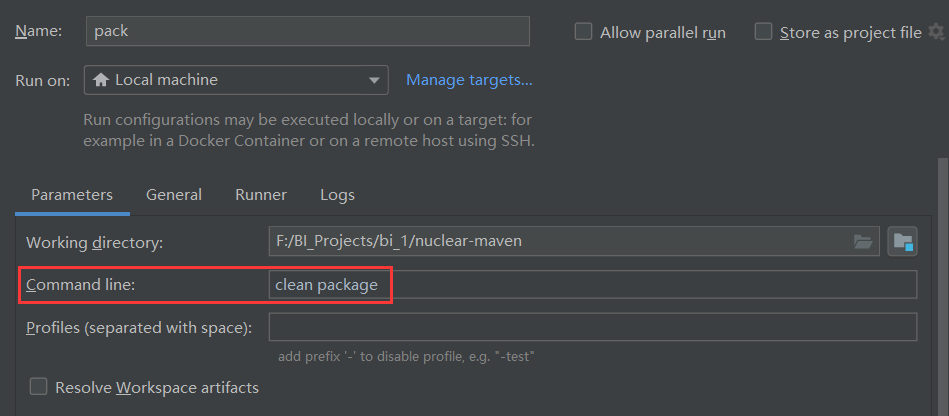 Name: pack Allow parallel run Store as project file
Run on: Local machine Manage targets...
Run configurations may be executed locally or on a target: for
example in a Docker Container or on a remote host using SSH.
Parameters General Runner Logs
Working directory: F:/BI_Projects/bi_1/nuclear-maven
Command line: clean package
Profiles (separated with space):
add prefix '-' to disable profile, e.g. "-test"
Resolve Workspace artifacts